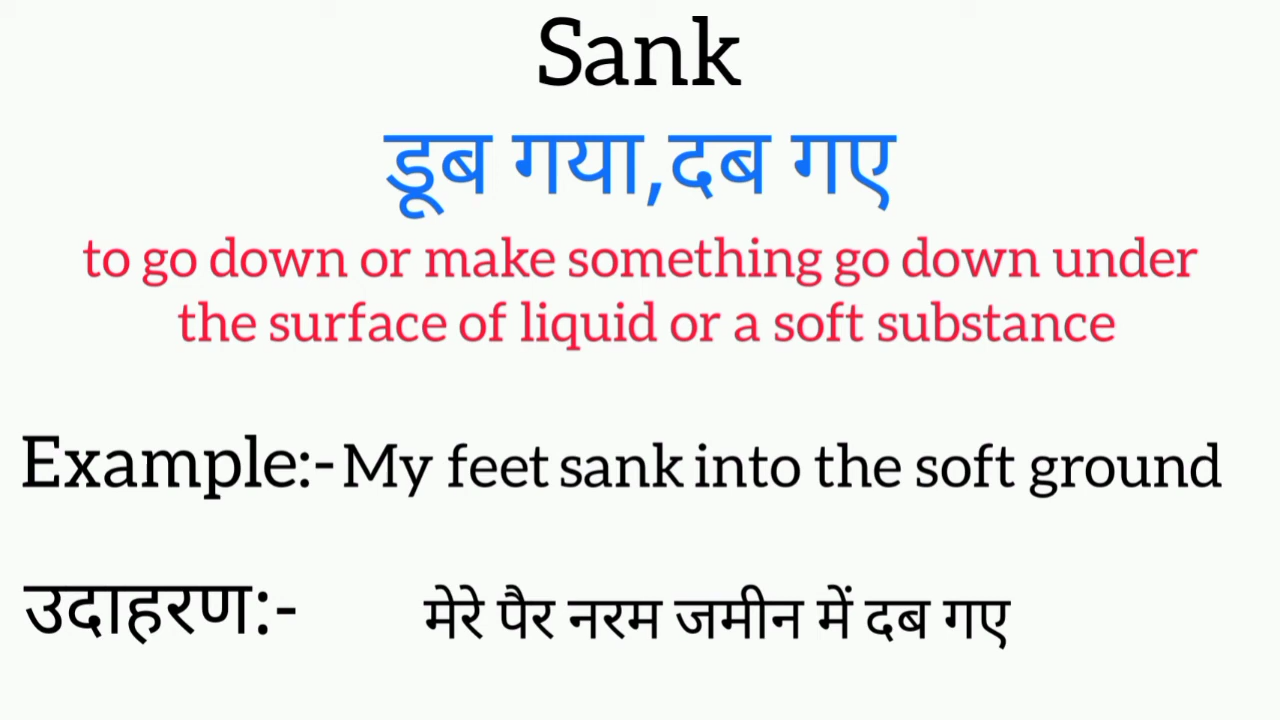 Sank
डूब गया,दब गए
to go down or make something go down under
the surface of liquid or a soft substance
Example:- My feet sank into the soft ground
उदाहरण:- मेरे पैर नरम जमीन में दब गए